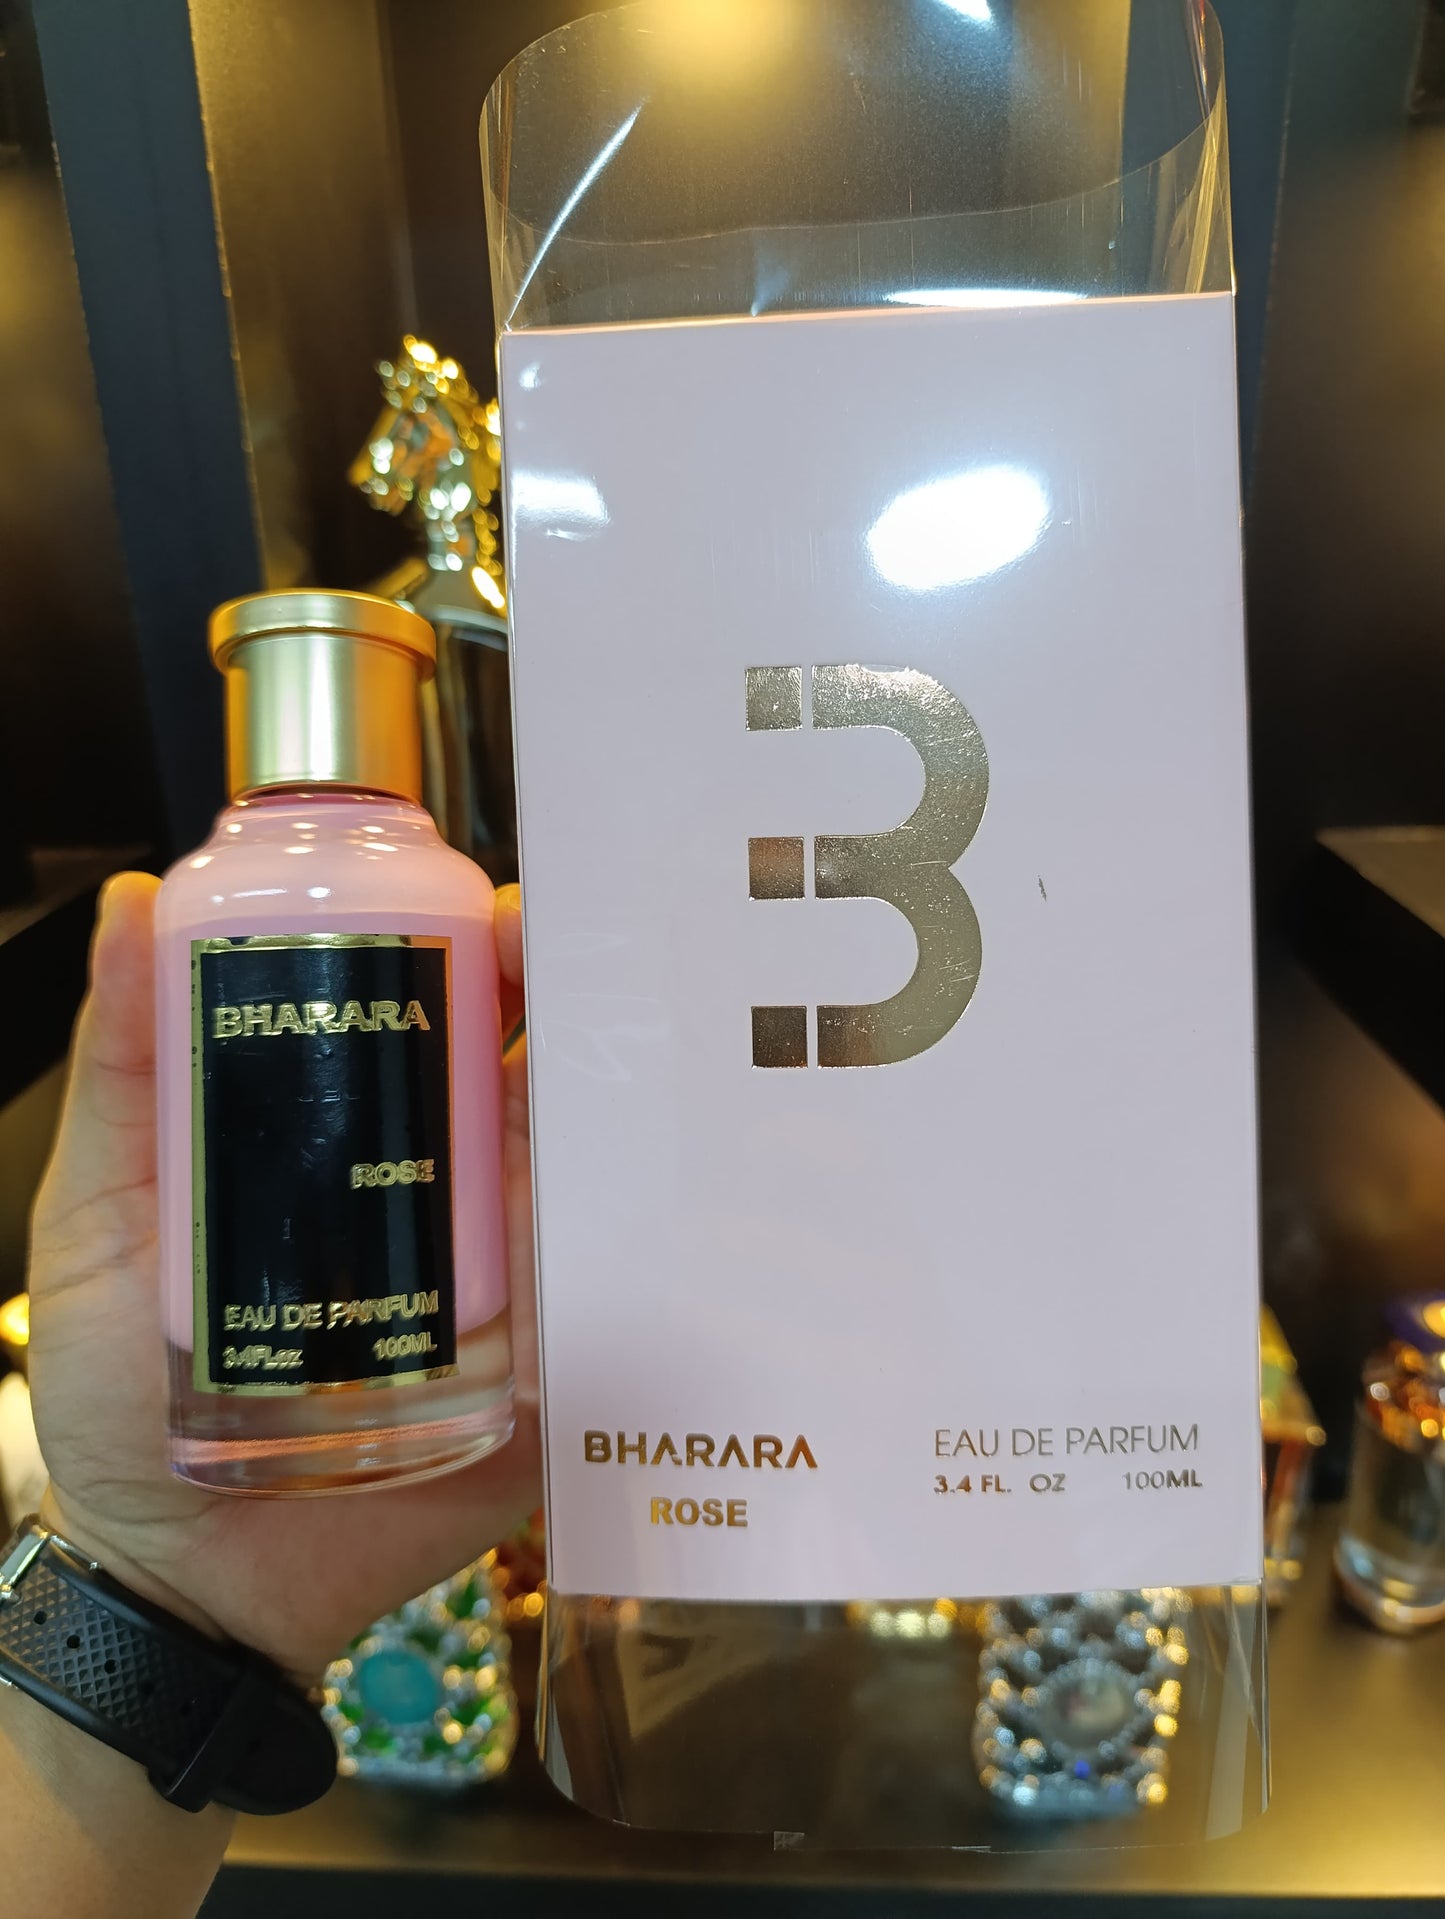 BHARARA
ROSE
EAU DE PARFUM
3.4FLoz 100ML
B
BHARARA
ROSE
EAU DE PARFUM
3.4 FL. OZ 100ML